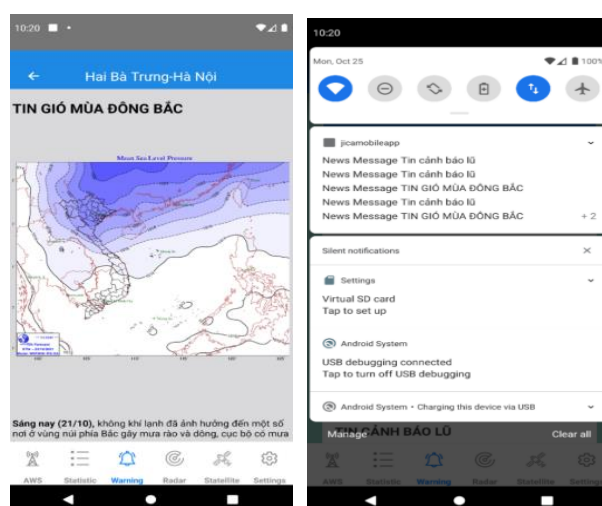 10:20
Hai Bà Trưng-Hà Nội
TIN GIÓ MÙA ĐÔNG BẮC
Mean Sea Level Pressure
Sáng nay (21/10), không khí lạnh đã ảnh hưởng đến một số
nơi ở vùng núi phía Bắc gây mưa rào và dông, cục bộ có mưa
AWS Statistic Warning Radar Statellite Settings
10:20
Mon, Oct 25
100%
jicamobileapp
News Message Tin cảnh báo lũ
News Message Tin cảnh báo lũ
News Message TIN GIÓ MÙA ĐÔNG BẮC
News Message Tin cảnh báo lũ
News Message TIN GIÓ MÙA ĐÔNG BẮC
+ 2
Silent notifications
Settings
Virtual SD card
Tap to set up
Android System
USB debugging connected
Tap to turn off USB debugging
Android System • Charging this device via USB
TIN CẢNH BÁO LŨ
Manage
Clear all
AWS Statistic Warning Radar Statellite Settings